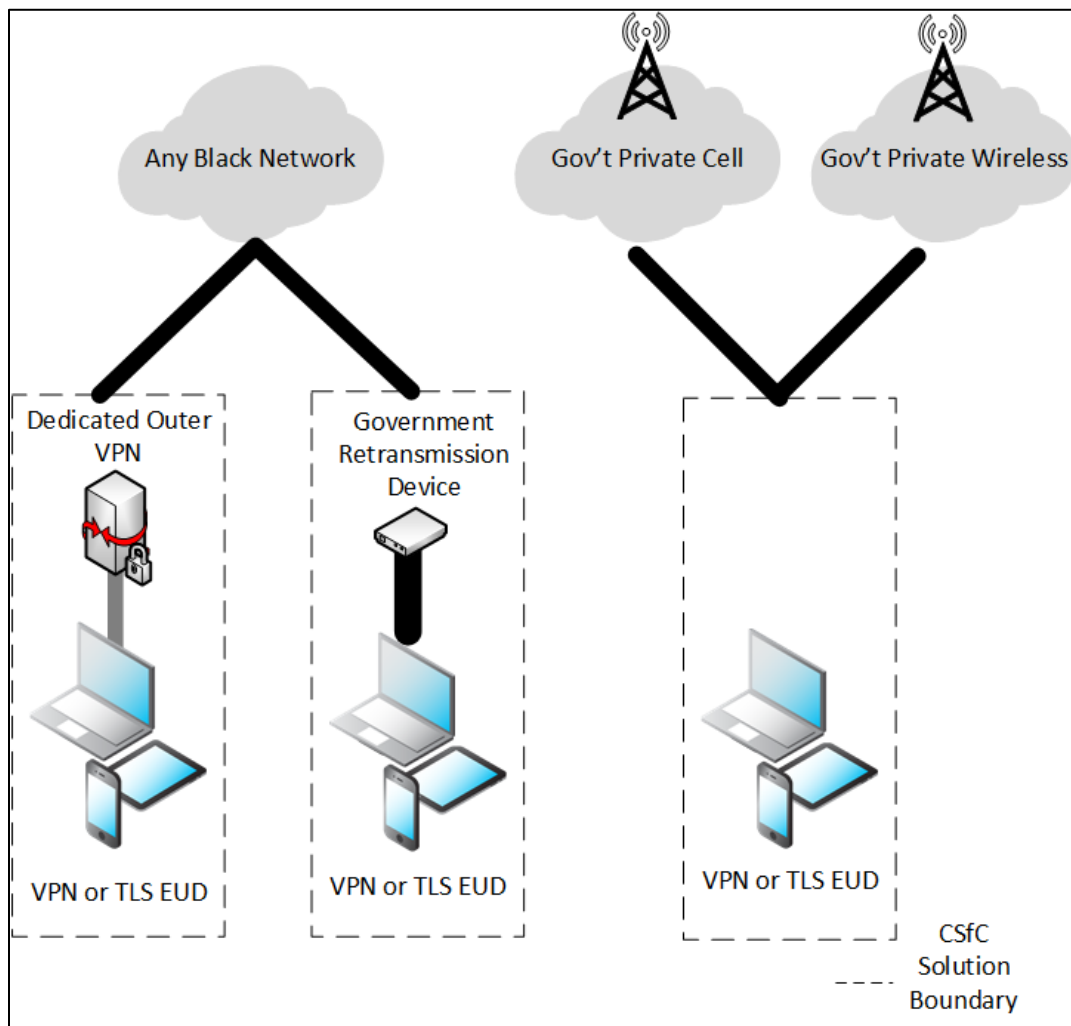 Any Black Network
Gov't Private Cell
Gov't Private Wireless
Dedicated Outer
VPN
Government
Retransmission
Device
VPN or TLS EUD
VPN or TLS EUD
VPN or TLS EUD
CSfC
Solution
Boundary